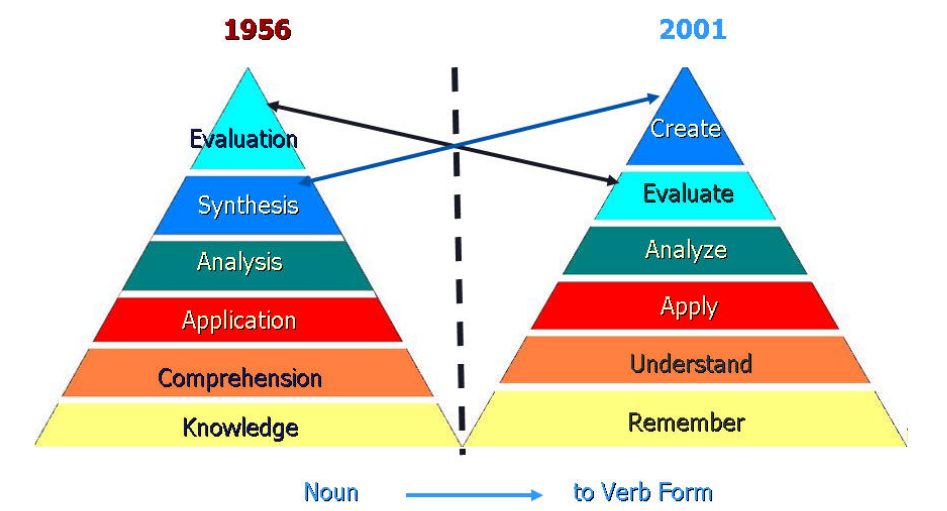 1956
2001
Evaluation
Synthesis
Analysis
Application
Comprehension
Knowledge
Create
Evaluate
Analyze
Apply
Understand
Remember
Noun to Verb Form